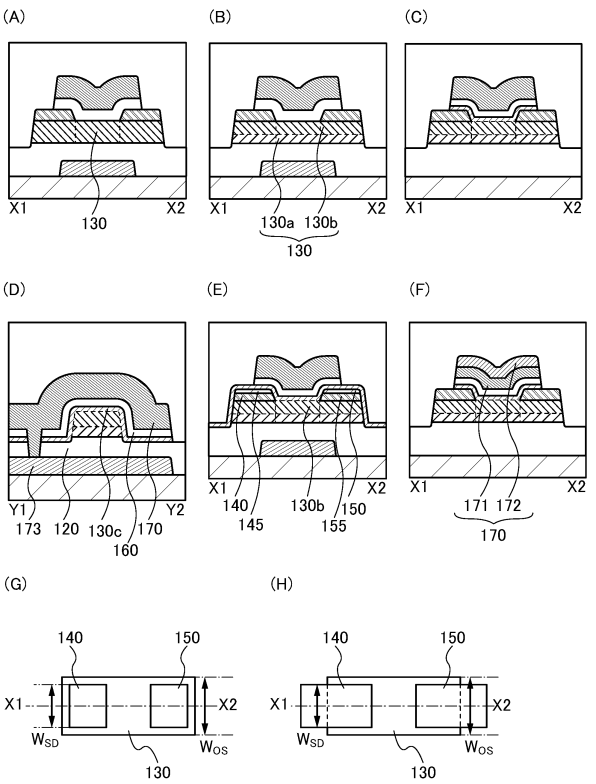 (A) (B) (C)
X1 X2 X1 X2 X1 X2
130 130a 130b
130
(D) (E) (F)
Y1 Y2 X1 X2 X1 X2
173 120 130c 160 170 140 145 130b 155 150 171 172
170
(G) (H)
140 150 140 150
X1 X2 X1 X2
WSD WOS WSD WOS
130 130